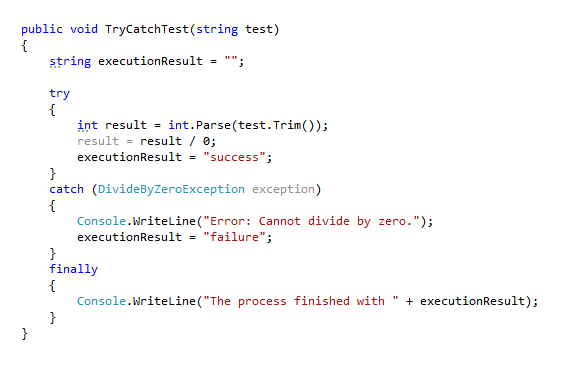 public void TryCatchTest(string test)
{
    string executionResult = "";

    try
    {
        int result = int.Parse(test.Trim());
        result = result / 0;
        executionResult = "success";
    }
    catch (DivideByZeroException exception)
    {
        Console.WriteLine("Error: Cannot divide by zero.");
        executionResult = "failure";
    }
    finally
    {
        Console.WriteLine("The process finished with " + executionResult);
    }
}